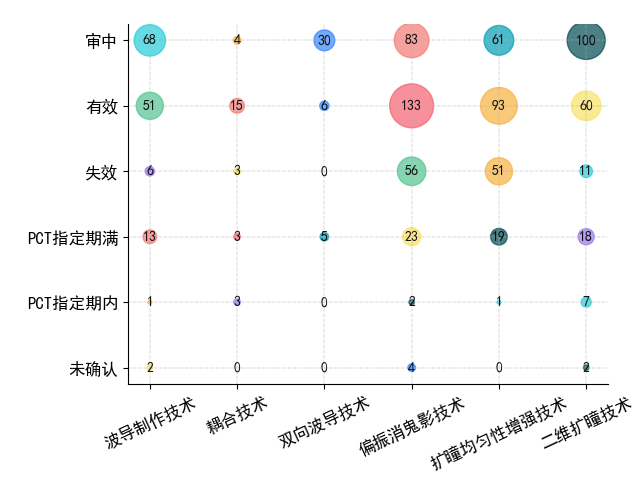 审中 68 4 30 83 61 100
有效 51 15 6 133 93 60
失效 6 3 0 56 51 11
PCT指定期满 13 3 5 23 19 18
PCT指定期内 1 3 0 2 1 7
未确认 2 0 0 4 0 2
波导制作技术 耦合技术 双向波导技术 偏振消鬼影技术 扩瞳均匀性增强技术 二维扩瞳技术